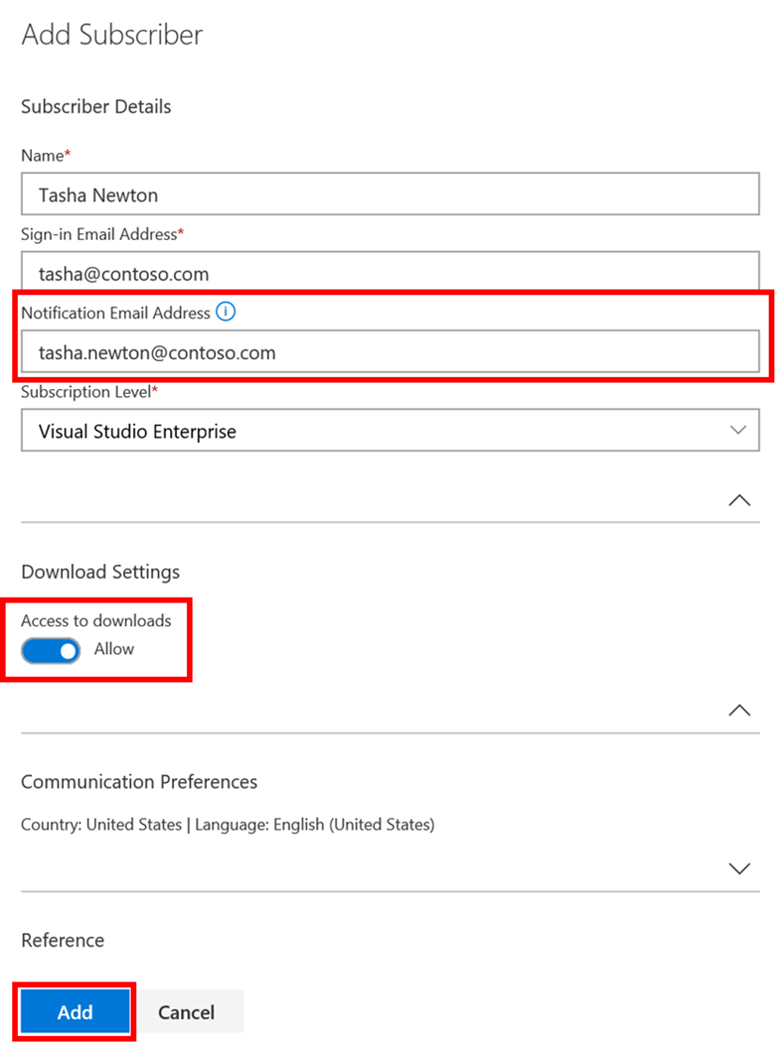 Add Subscriber
Subscriber Details
Name*
Tasha Newton
Sign-in Email Address*
tasha@contoso.com
Notification Email Address
tasha.newton@contoso.com
Subscription Level*
Visual Studio Enterprise
Download Settings
Access to downloads
Allow
Communication Preferences
Country: United States | Language: English (United States)
Reference
Add Cancel